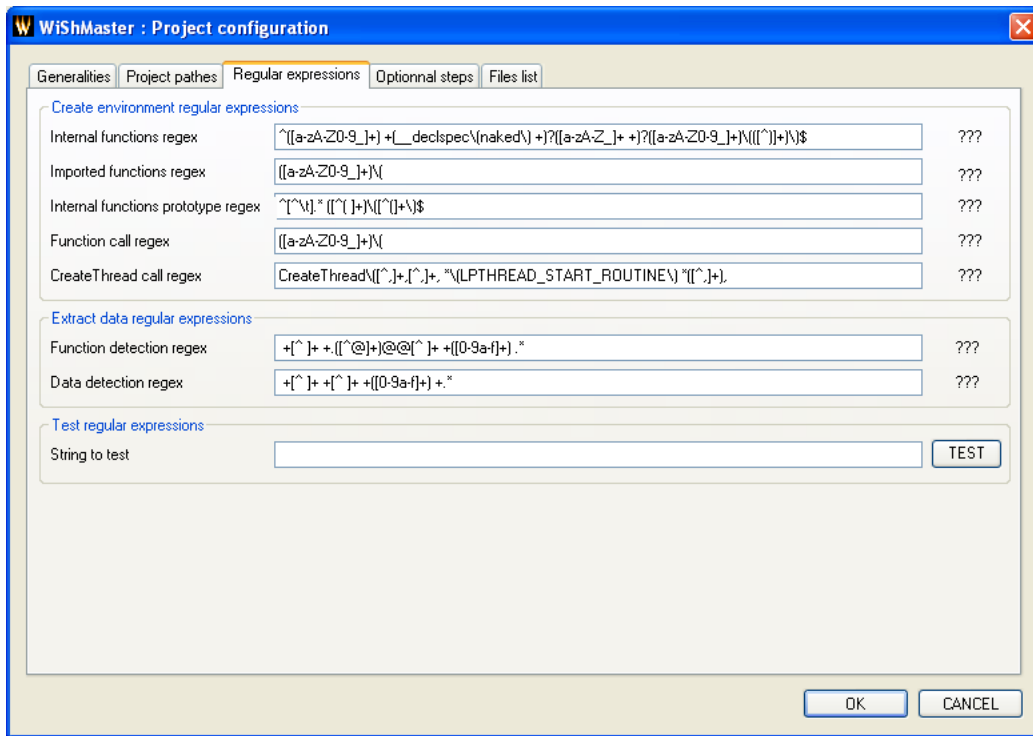 WiShMaster : Project configuration
Generalities Project pathes Regular expressions Optionnal steps Files list
Create environment regular expressions
Internal functions regex ^([a-zA-Z0-9_]+) +(__declspec\(naked\) +)?([a-zA-Z_]+ +)?([a-zA-Z0-9_]+)\(([^)]+)\)$ ???
Imported functions regex ([a-zA-Z0-9_]+)\( ???
Internal functions prototype regex ^[^\t].* ([^( ]+)\([^(]+\)$ ???
Function call regex ([a-zA-Z0-9_]+)\( ???
CreateThread call regex CreateThread\([^,]+,[^,]+, *\(LPTHREAD_START_ROUTINE\) *([^,]+), ???
Extract data regular expressions
Function detection regex +[^ ]+ +.([^@]+)@@[^ ]+ +([0-9a-f]+) .* ???
Data detection regex +[^ ]+ +[^ ]+ +([0-9a-f]+) +.* ???
Test regular expressions
String to test TEST
OK CANCEL